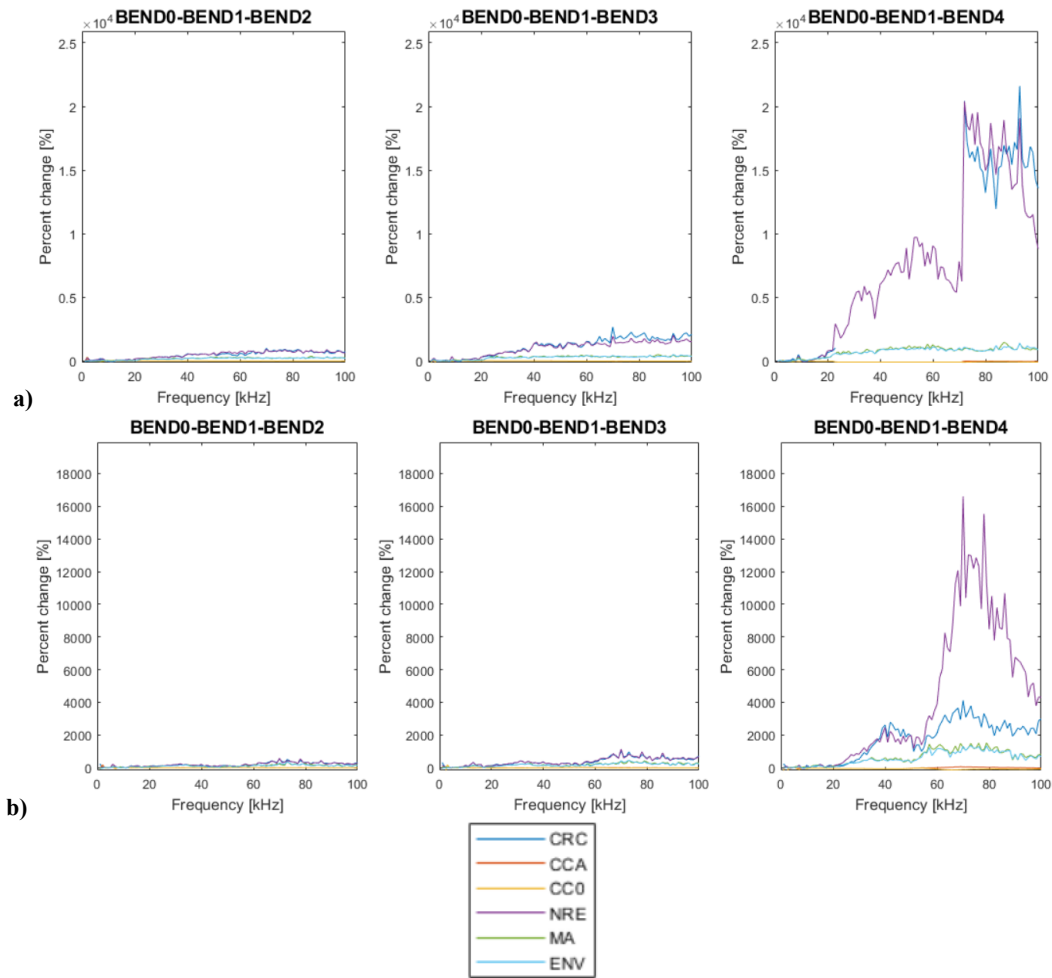 BEND0-BEND1-BEND2
BEND0-BEND1-BEND3
BEND0-BEND1-BEND4
×10⁴
×10⁴
×10⁴
2.5
2
1.5
1
0.5
0
2.5
2
1.5
1
0.5
0
2.5
2
1.5
1
0.5
0
Percent change [%]
Percent change [%]
Percent change [%]
0 20 40 60 80 100
0 20 40 60 80 100
0 20 40 60 80 100
a)
Frequency [kHz]
Frequency [kHz]
Frequency [kHz]
BEND0-BEND1-BEND2
BEND0-BEND1-BEND3
BEND0-BEND1-BEND4
18000
16000
14000
12000
10000
8000
6000
4000
2000
0
18000
16000
14000
12000
10000
8000
6000
4000
2000
0
18000
16000
14000
12000
10000
8000
6000
4000
2000
0
Percent change [%]
Percent change [%]
Percent change [%]
0 20 40 60 80 100
0 20 40 60 80 100
0 20 40 60 80 100
b)
Frequency [kHz]
Frequency [kHz]
Frequency [kHz]
CRC
CCA
CC0
NRE
MA
ENV